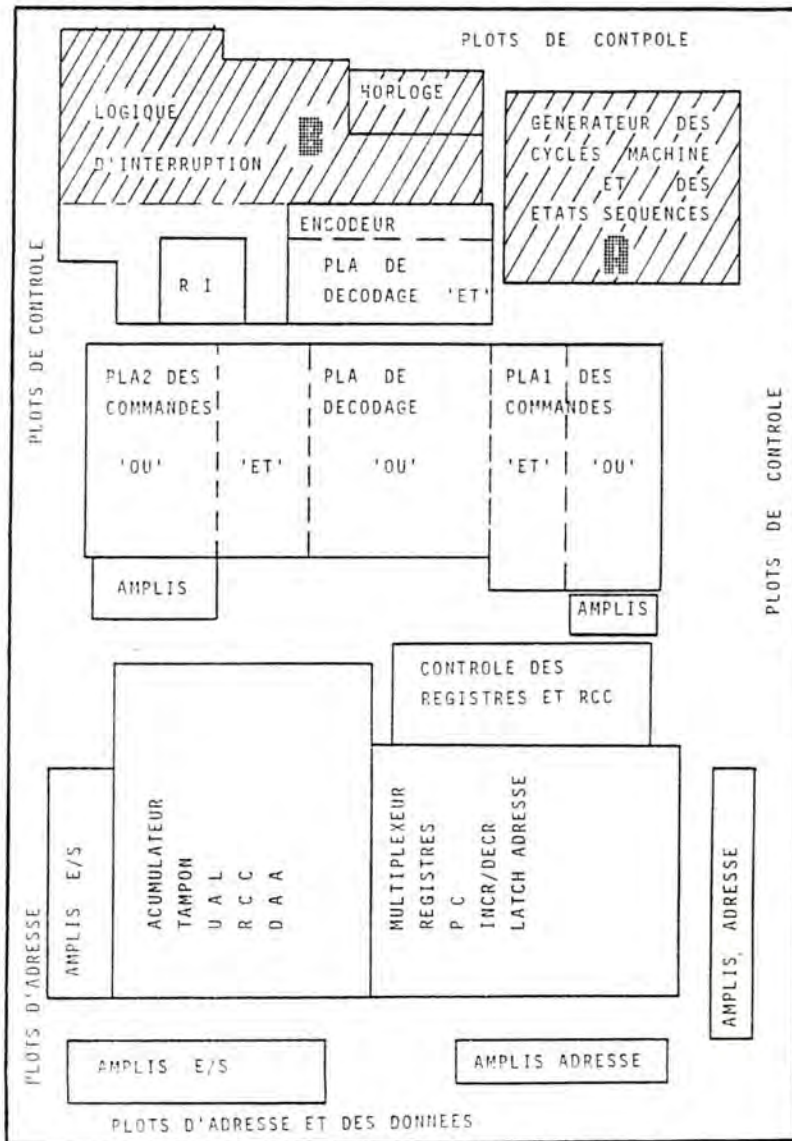 PLOTS DE CONTPOLE
HORLOGE
LOGIQUE
B
D'INTERRUPTION
GENERATEUR DES
CYCLES MACHINE
ET DES
ETATS SEQUENCES
A
ENCODEUR
PLA DE
DECODAGE 'ET'
R I
PLOTS DE CONTROLE
PLA2 DES
COMMANDES
'OU'
'ET'
PLA DE
DECODAGE
'OU'
PLA1 DES
COMMANDES
'ET'
'OU'
PLOTS DE CONTROLE
AMPLIS
AMPLIS
CONTROLE DES
REGISTRES ET RCC
AMPLIS E/S
ACUMULATEUR
TAMPON
U A L
R C C
D A A
MULTIPLEXEUR
REGISTRES
P C
INCR/DECR
LATCH ADRESSE
AMPLIS, ADRESSE
PLOTS D'ADRESSE
AMPLIS E/S
AMPLIS ADRESSE
PLOTS D'ADRESSE ET DES DONNEES